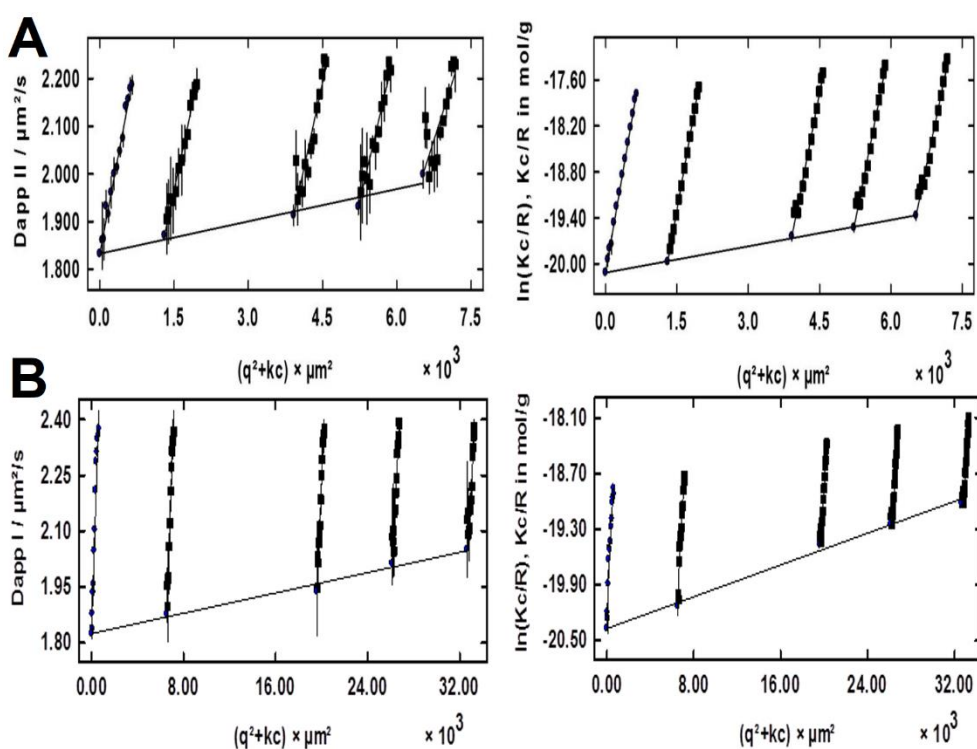 A
Dapp II / µm²/s
2.200
2.100
2.000
1.900
1.800
0.0 1.5 3.0 4.5 6.0 7.5
(q²+kc) × µm² × 10³
ln(Kc/R), Kc/R in mol/g
-17.60
-18.20
-18.80
-19.40
-20.00
0.0 1.5 3.0 4.5 6.0 7.5
(q²+kc) × µm² × 10³
B
Dapp I / µm²/s
2.40
2.25
2.10
1.95
1.80
0.00 8.00 16.00 24.00 32.00
(q²+kc) × µm² × 10³
ln(Kc/R), Kc/R in mol/g
-18.10
-18.70
-19.30
-19.90
-20.50
0.00 8.00 16.00 24.00 32.00
(q²+kc) × µm² × 10³